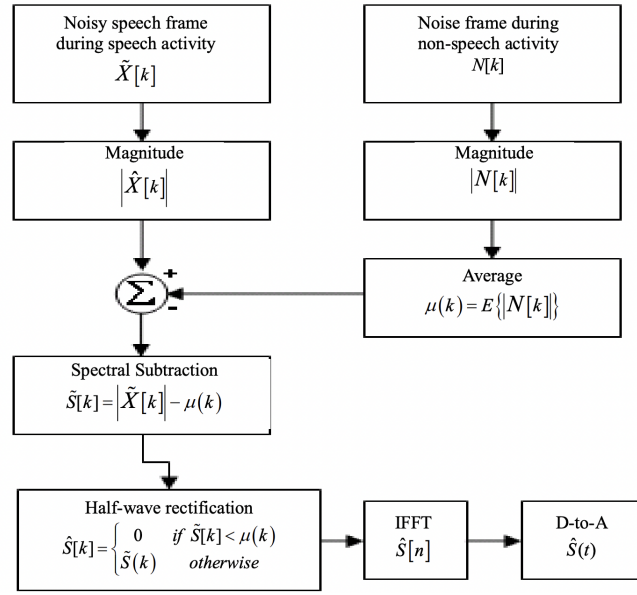 Noisy speech frame
during speech activity
X̃[k]
Noise frame during
non-speech activity
N[k]
Magnitude
|X̂[k]|
Magnitude
|N[k]|
+
Σ
-
Average
μ(k) = E{|N[k]|}
Spectral Subtraction
S̃[k] = |X̃[k]| − μ(k)
Half-wave rectification
Ŝ[k] = { 0 if S̃[k] < μ(k)
S̃(k) otherwise
IFFT
Ŝ[n]
D-to-A
Ŝ(t)